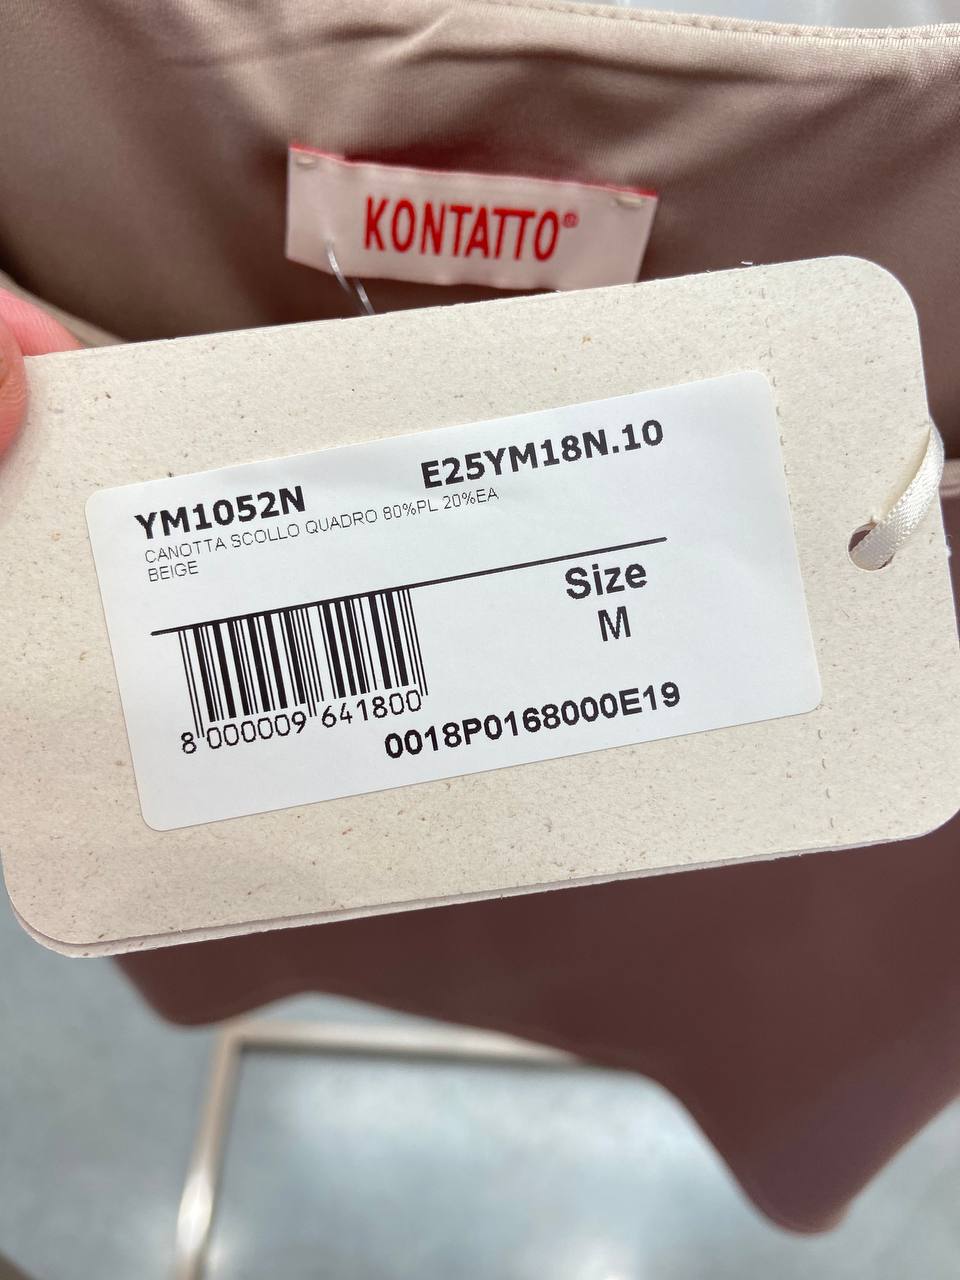 KONTATTO®
YM1052N E25YM18N.10
CANOTTA SCOLLO QUADRO 80%PL 20%EA
BEIGE
Size
M
8 000009 641800
0018P0168000E19